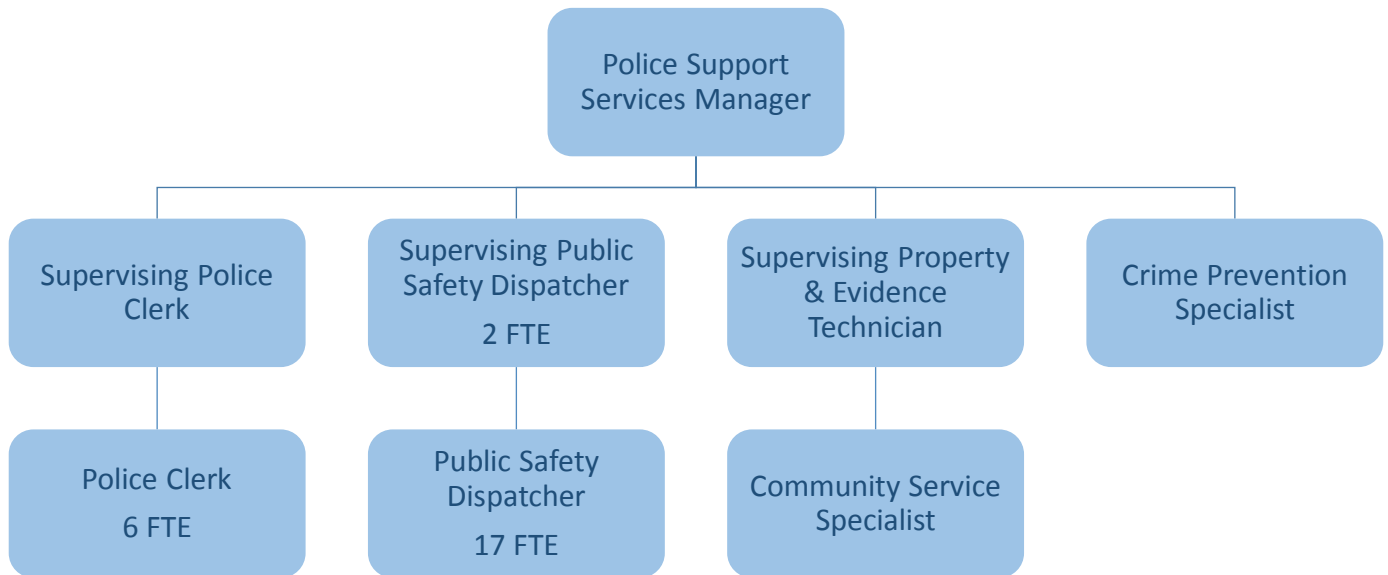 Police Support
Services Manager
Supervising Police
Clerk
Supervising Public
Safety Dispatcher
2 FTE
Supervising Property
& Evidence
Technician
Crime Prevention
Specialist
Police Clerk
6 FTE
Public Safety
Dispatcher
17 FTE
Community Service
Specialist